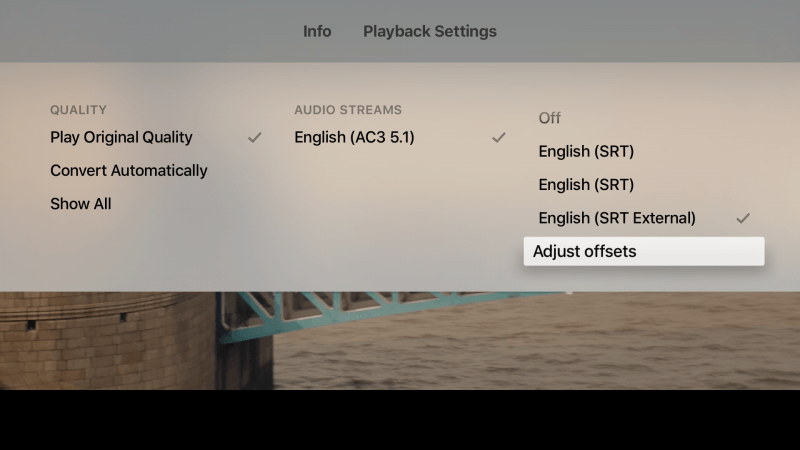 Info
Playback Settings
QUALITY
Play Original Quality
Convert Automatically
Show All
AUDIO STREAMS
English (AC3 5.1)
Off
English (SRT)
English (SRT)
English (SRT External)
Adjust offsets